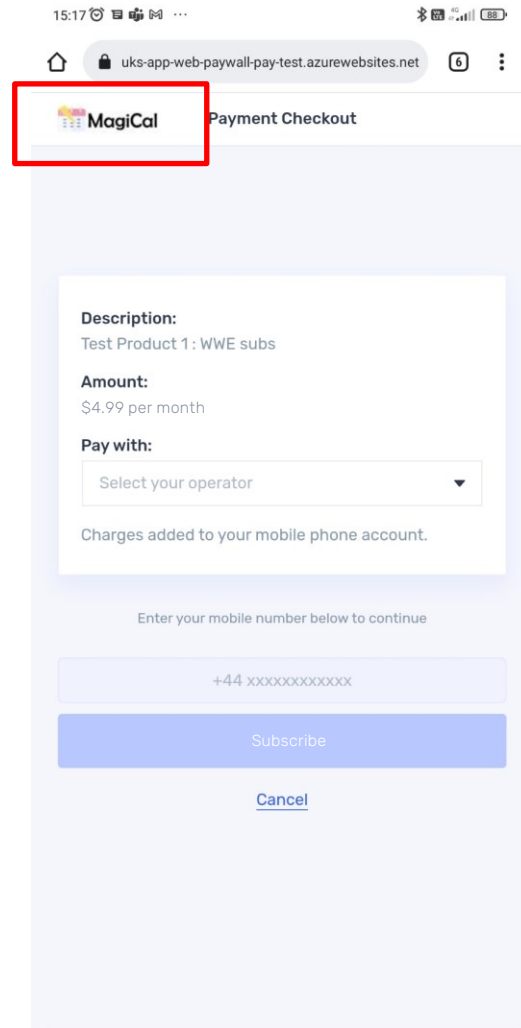 15:17
4G
88
uks-app-web-paywall-pay-test.azurewebsites.net
6
MagiCal
Payment Checkout
Description:
Test Product 1 : WWE subs
Amount:
$4.99 per month
Pay with:
Select your operator
Charges added to your mobile phone account.
Enter your mobile number below to continue
+44 xxxxxxxxxxxx
Subscribe
Cancel